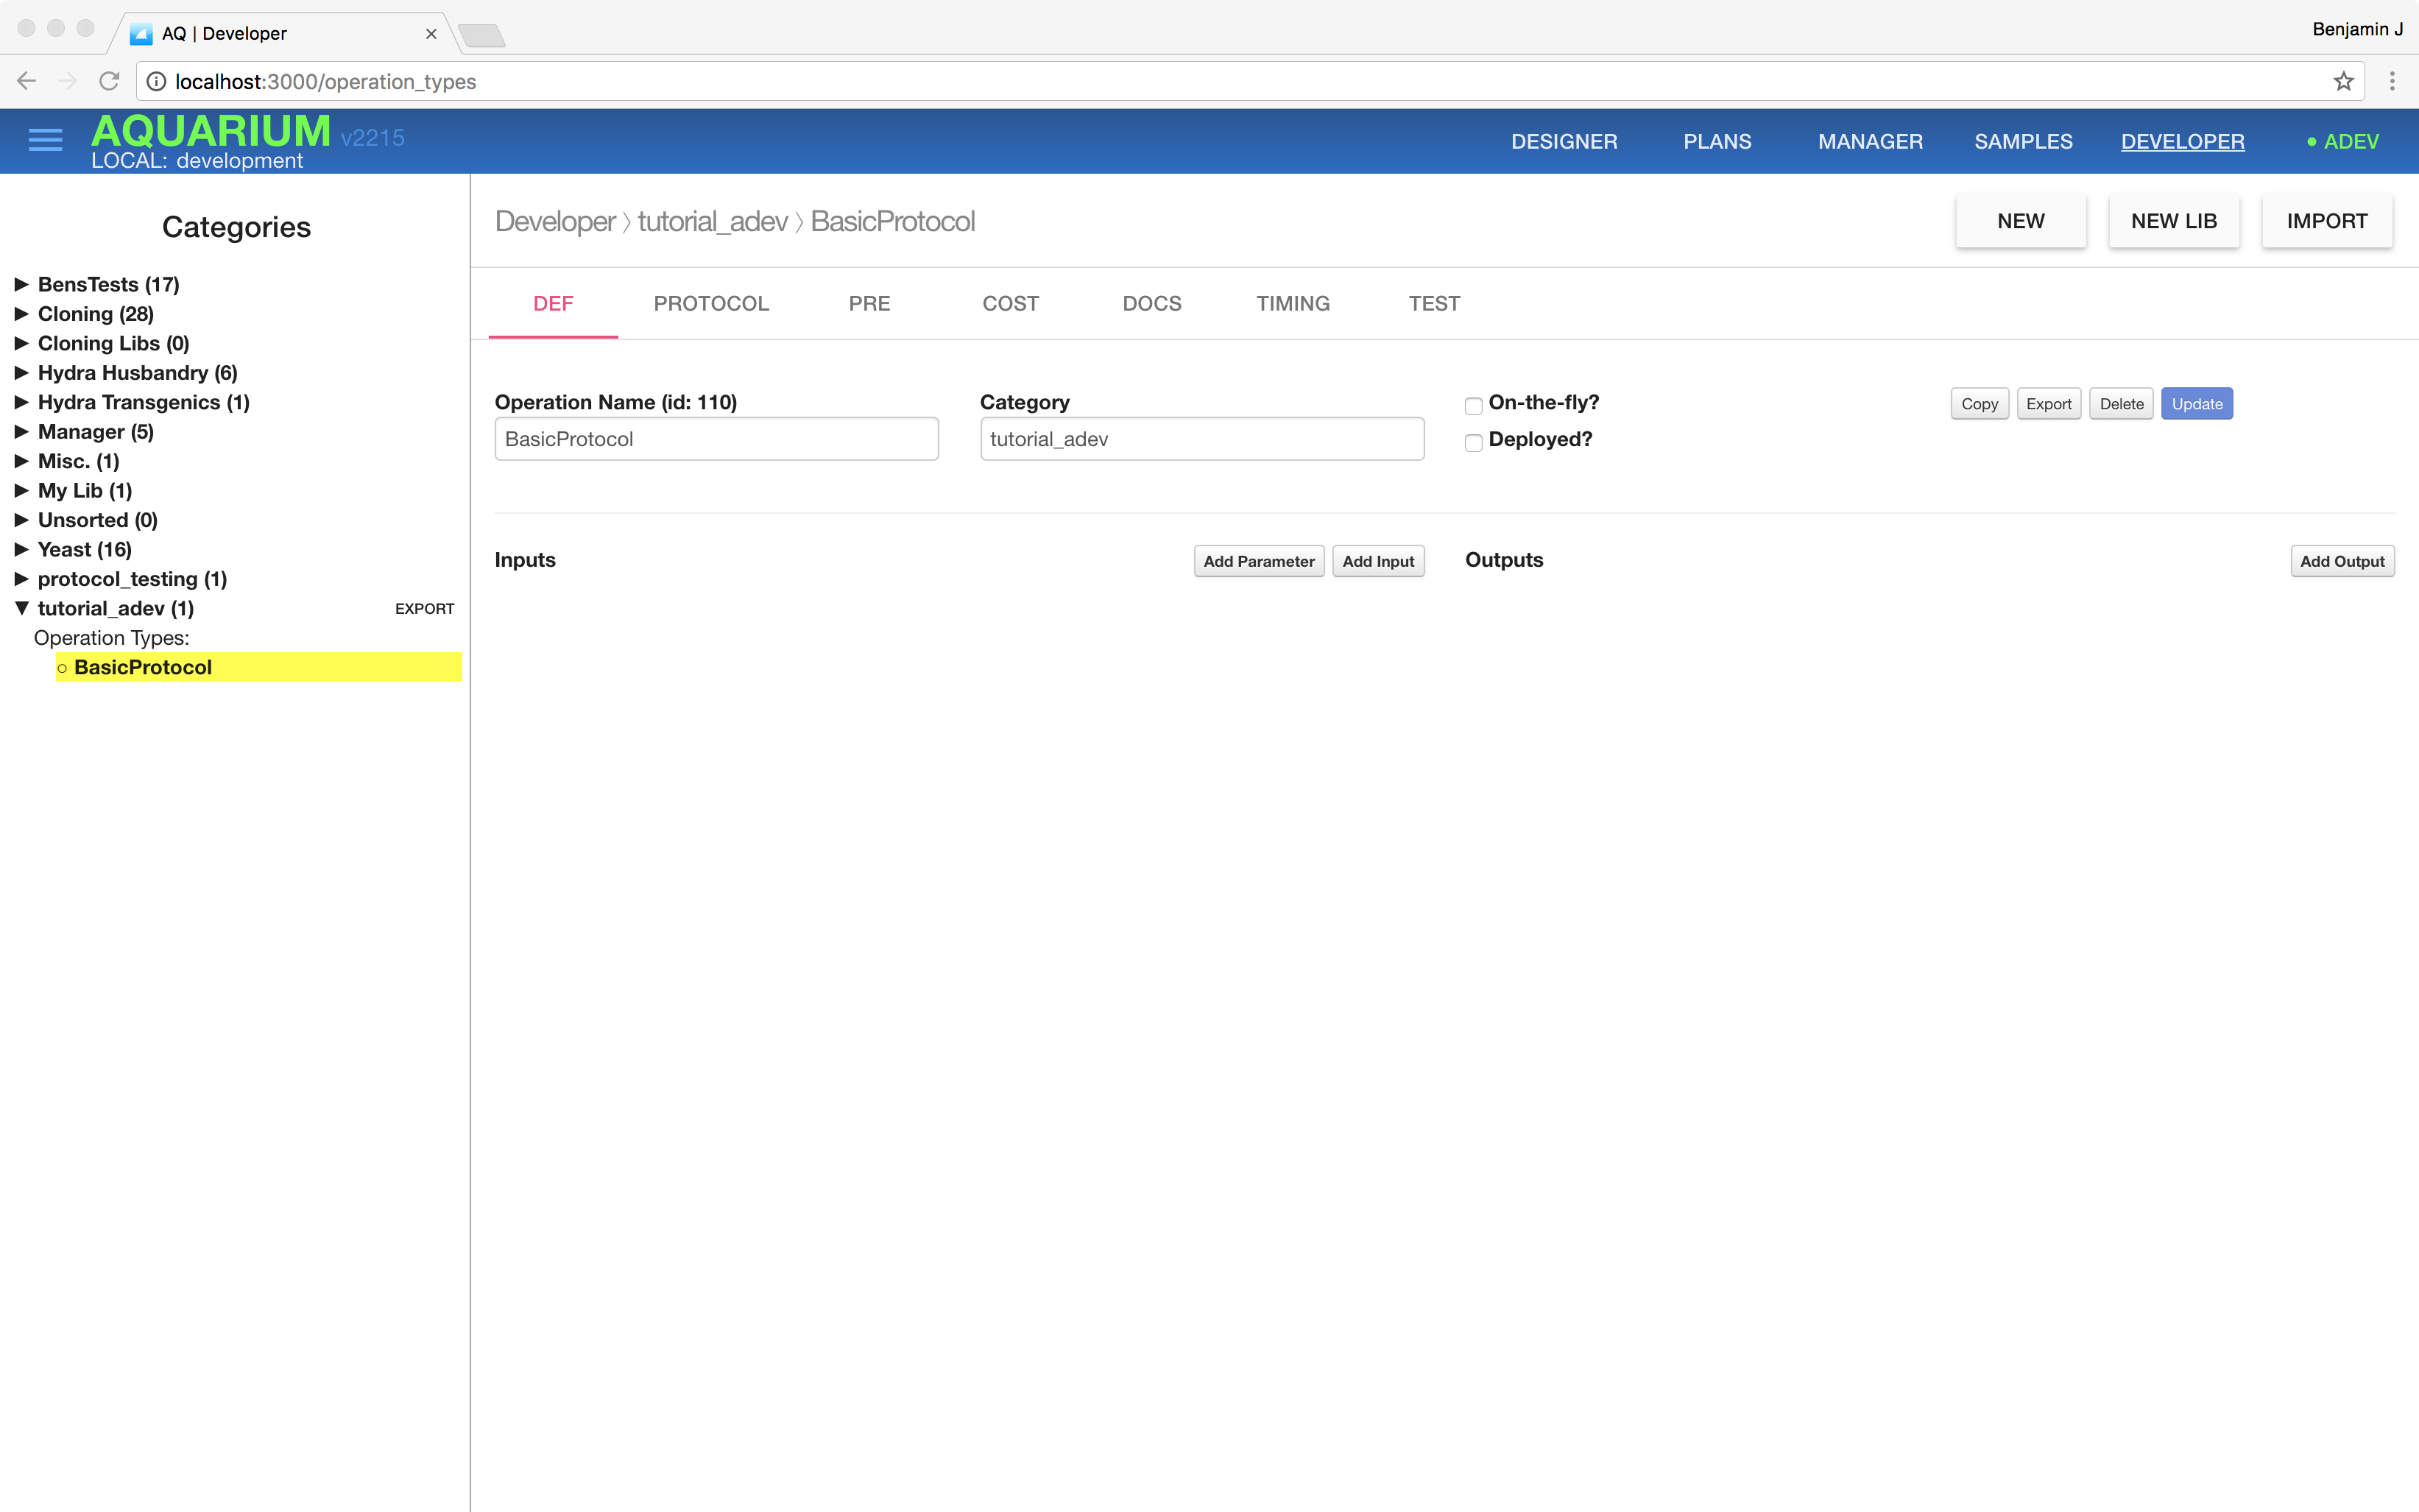 AQ | Developer
Benjamin J
localhost:3000/operation_types
AQUARIUM v2215
LOCAL: development
DESIGNER PLANS MANAGER SAMPLES DEVELOPER ADEV
Categories
BensTests (17)
Cloning (28)
Cloning Libs (0)
Hydra Husbandry (6)
Hydra Transgenics (1)
Manager (5)
Misc. (1)
My Lib (1)
Unsorted (0)
Yeast (16)
protocol_testing (1)
tutorial_adev (1) EXPORT
Operation Types:
BasicProtocol
Developer 〉tutorial_adev 〉BasicProtocol
NEW NEW LIB IMPORT
DEF PROTOCOL PRE COST DOCS TIMING TEST
Operation Name (id: 110) Category On-the-fly? Copy Export Delete Update
BasicProtocol tutorial_adev Deployed?
Inputs Add Parameter Add Input Outputs Add Output